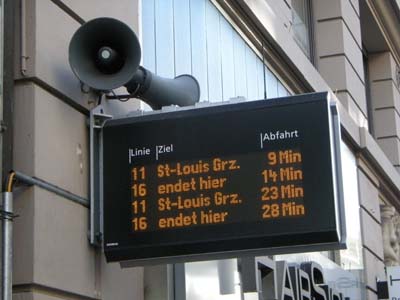 Linie Ziel Abfahrt
11 St-Louis Grz. 9 Min
16 endet hier 14 Min
11 St-Louis Grz. 23 Min
16 endet hier 28 Min